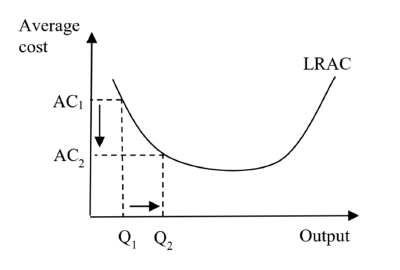 Average
cost
LRAC
AC₁
AC₂
Q₁ Q₂ Output